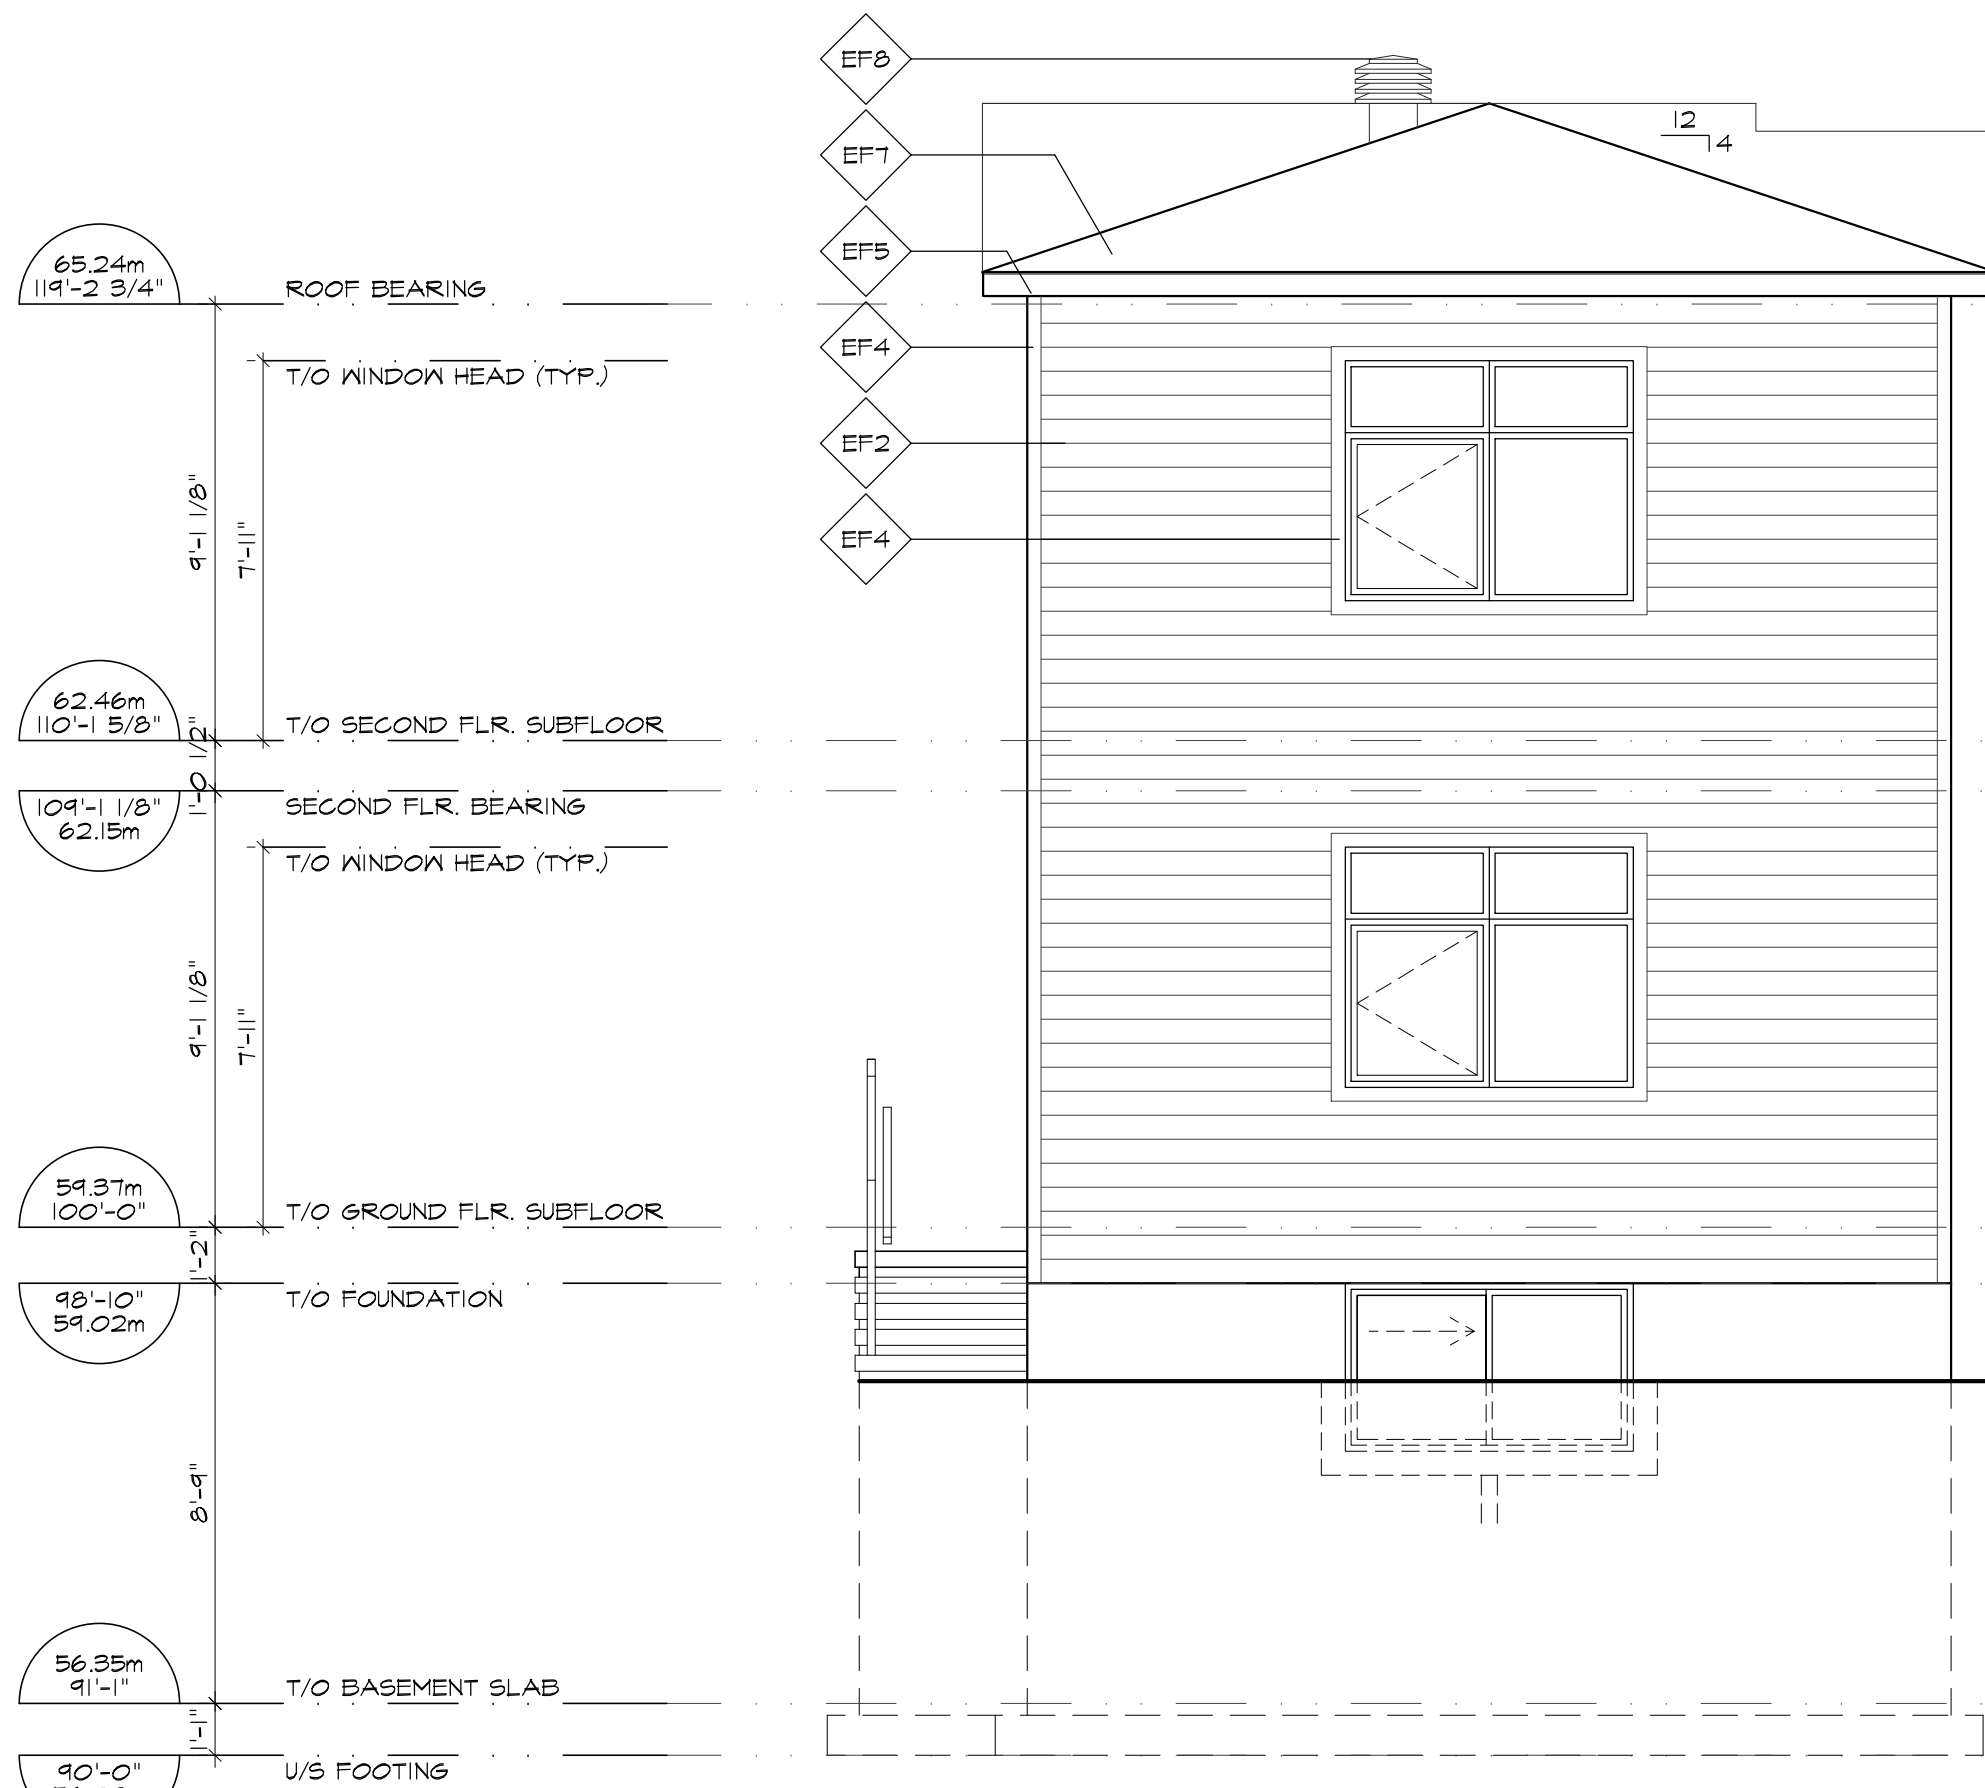 EF8
12
4
EF7
EF5
65.24m
119'-2 3/4"
ROOF BEARING
EF4
T/O WINDOW HEAD (TYP.)
EF2
9'-1 1/8"
7'-11"
EF4
62.46m
110'-1 5/8"
T/O SECOND FLR. SUBFLOOR
1'-0 1/2"
109'-1 1/8"
62.15m
SECOND FLR. BEARING
T/O WINDOW HEAD (TYP.)
9'-1 1/8"
7'-11"
59.37m
100'-0"
T/O GROUND FLR. SUBFLOOR
1'-2"
98'-10"
59.02m
T/O FOUNDATION
8'-9"
56.35m
91'-1"
T/O BASEMENT SLAB
1'-1"
90'-0"
U/S FOOTING